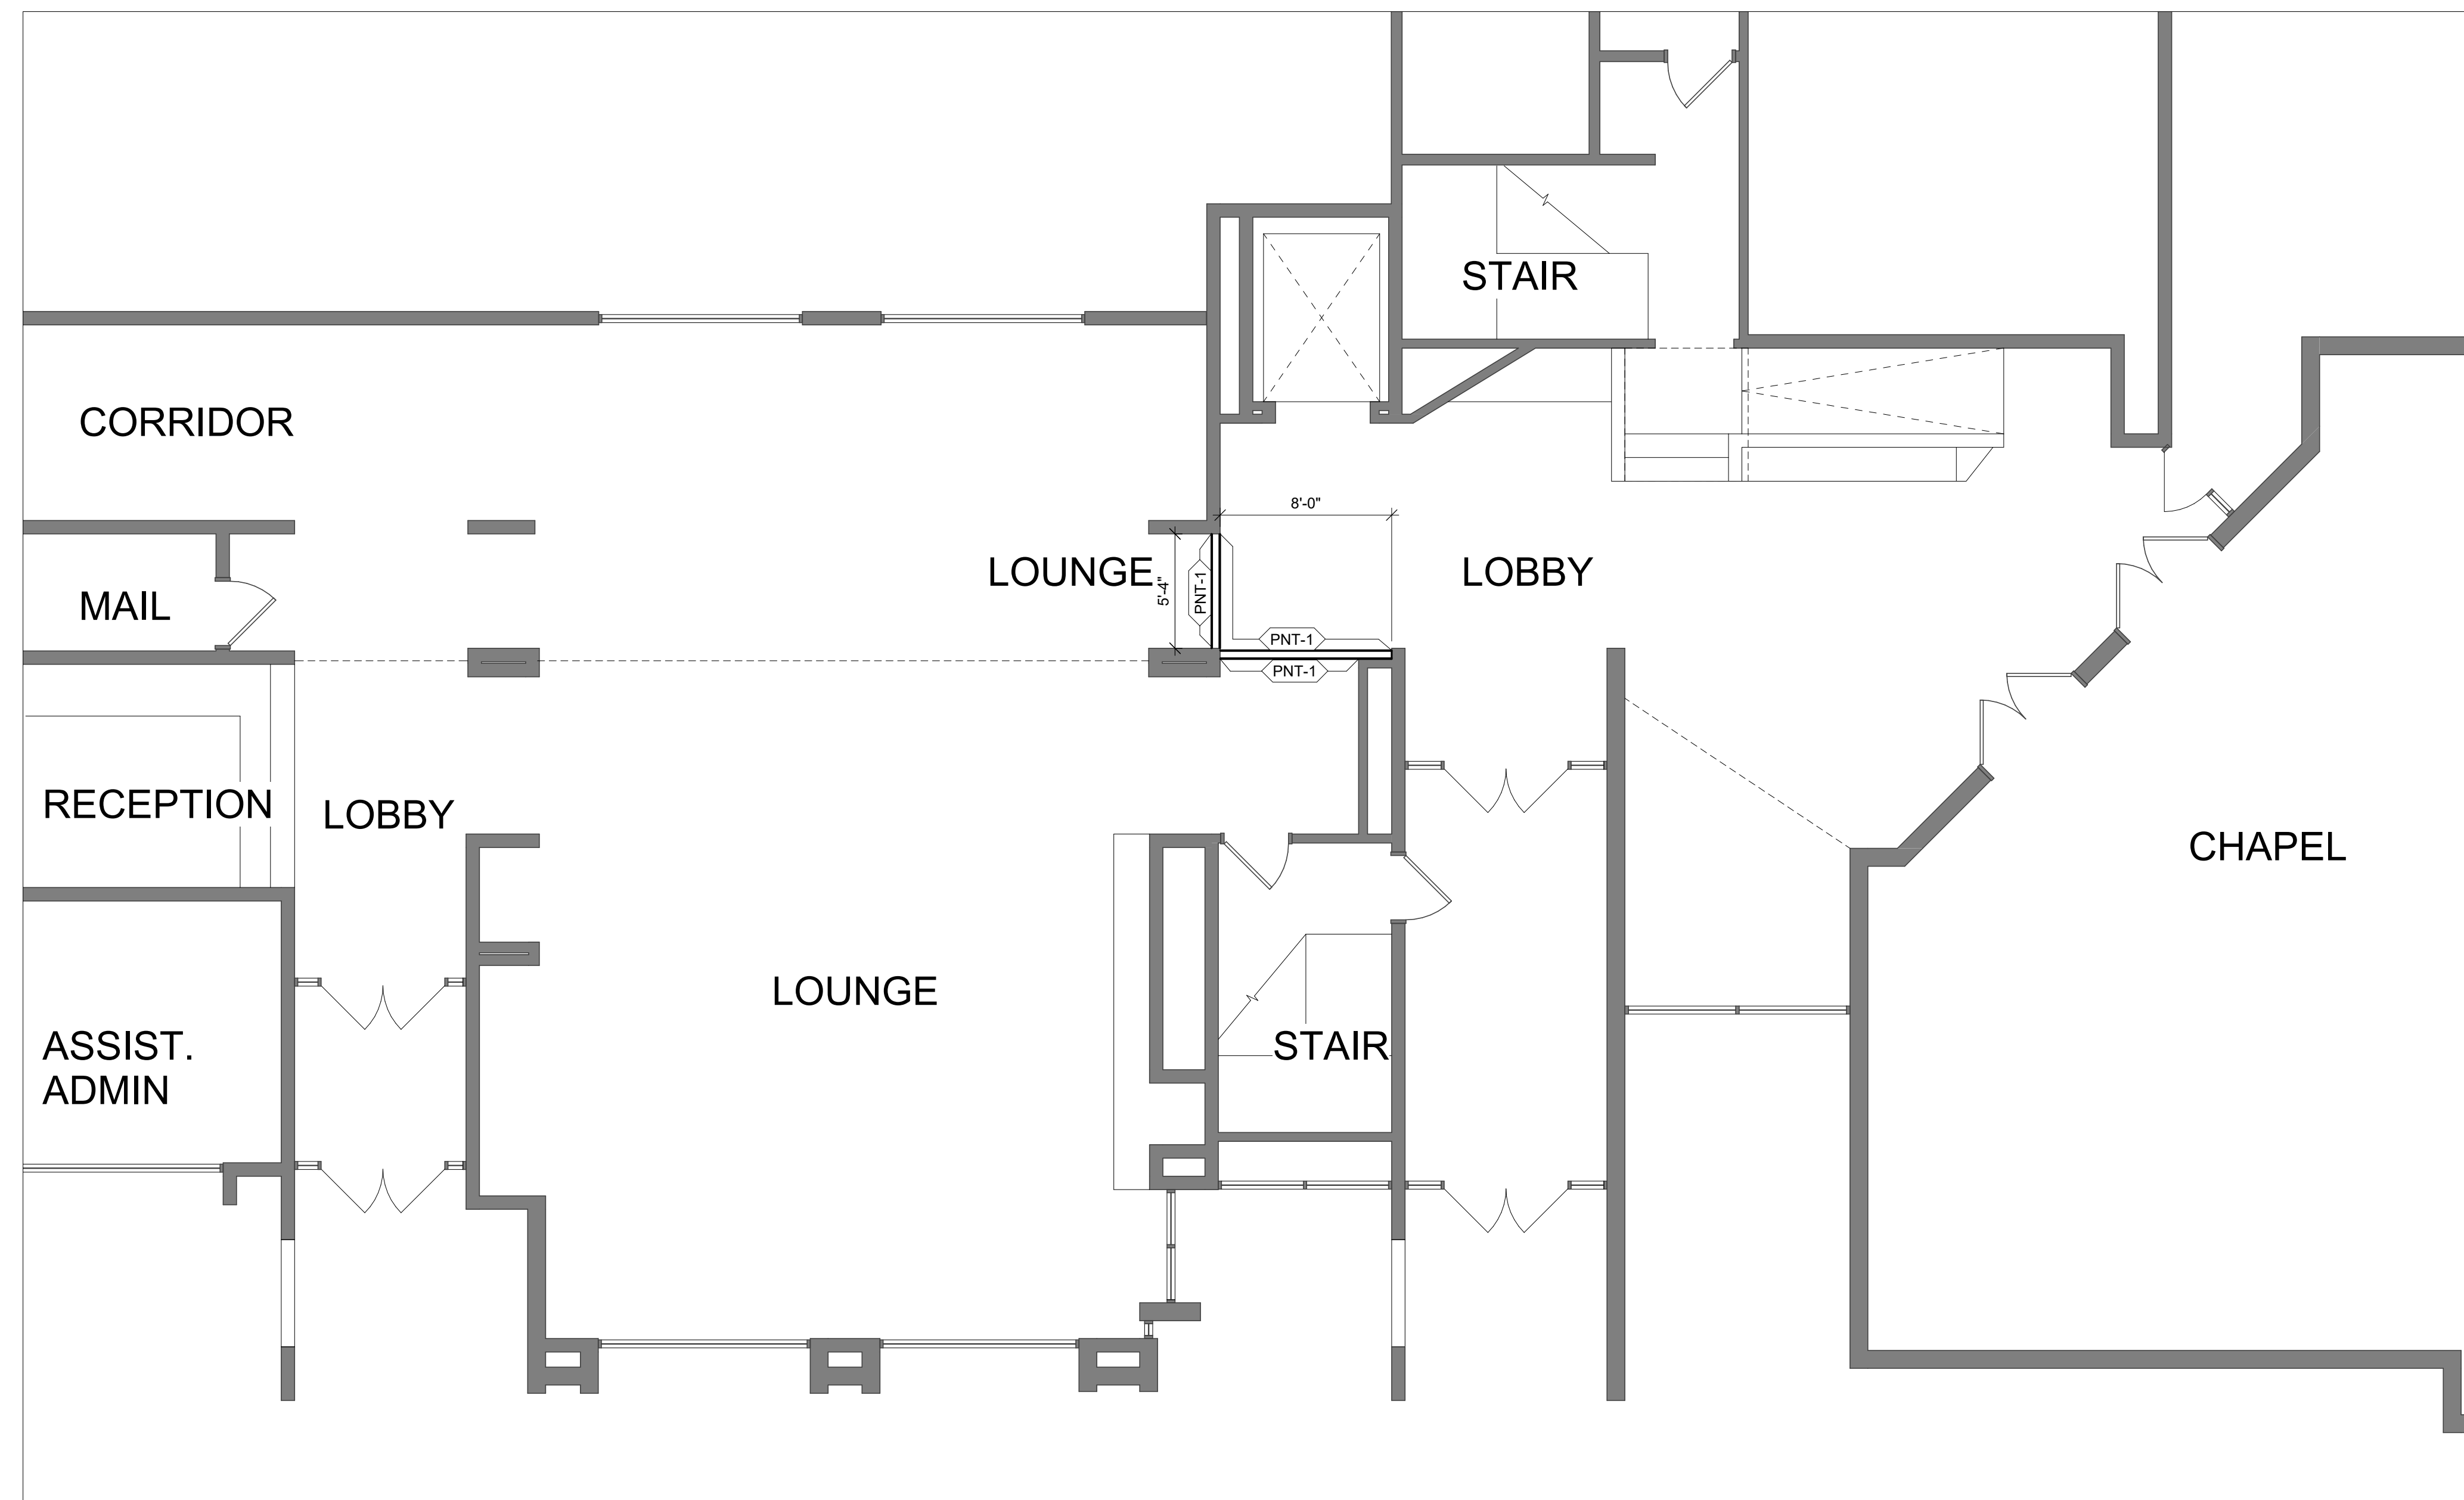 STAIR
CORRIDOR
8'-0"
LOUNGE
5'-4"
PNT-1
LOBBY
MAIL
PNT-1
PNT-1
RECEPTION
LOBBY
CHAPEL
LOUNGE
ASSIST.
ADMIN
STAIR